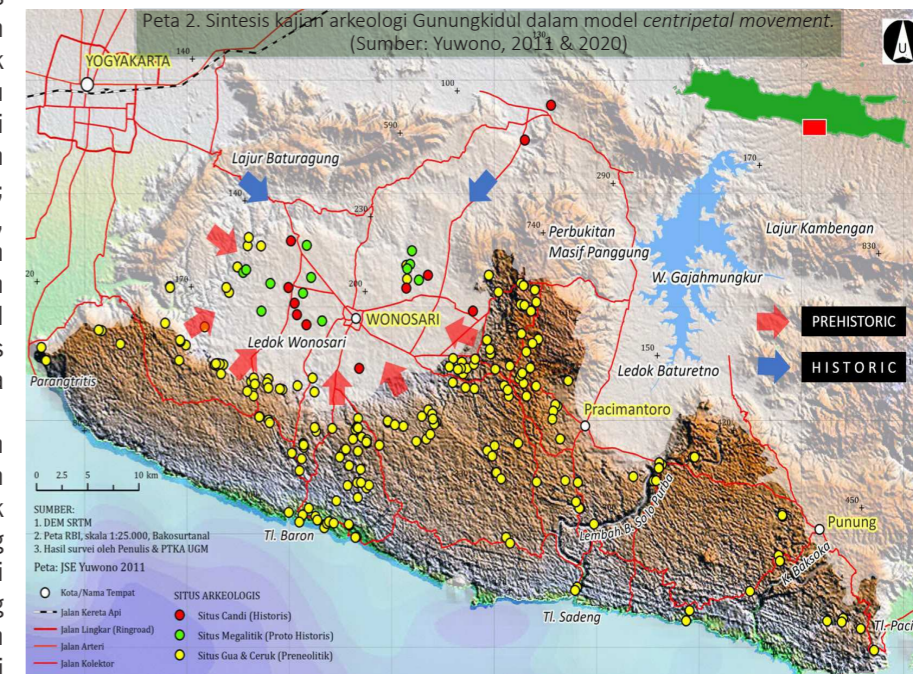 Peta 2. Sintesis kajian arkeologi Gunungkidul dalam model centripetal movement.
(Sumber: Yuwono, 2011 & 2020)
YOGYAKARTA
140
130
100
590
U
Lajur Baturagung
140
290
170
230
740
Perbukitan
Masif Panggung
Lajur Kambengan
830
20
170
W. Gajahmungkur
200
WONOSARI
PREHISTORIC
Ledok Wonosari
150
Ledok Baturetno
HISTORIC
Parangtritis
Pracimantoro
0 2.5 5 10 km
450
Punung
SUMBER:
1. DEM SRTM
2. Peta RBI, skala 1:25.000, Bakosurtanal
3. Hasil survei oleh Penulis & PTKA UGM
Peta: JSE Yuwono 2011
Tl. Baron
Lembah B. Solo Purba
K. Baksaka
Tl. Sadeng
Tl. Paci
Kota/Nama Tempat
Jalan Kereta Api
Jalan Lingkar (Ringroad)
Jalan Arteri
Jalan Kolektor
SITUS ARKEOLOGIS
Situs Candi (Historis)
Situs Megalitik (Proto Historis)
Situs Gua & Ceruk (Preneolitik)